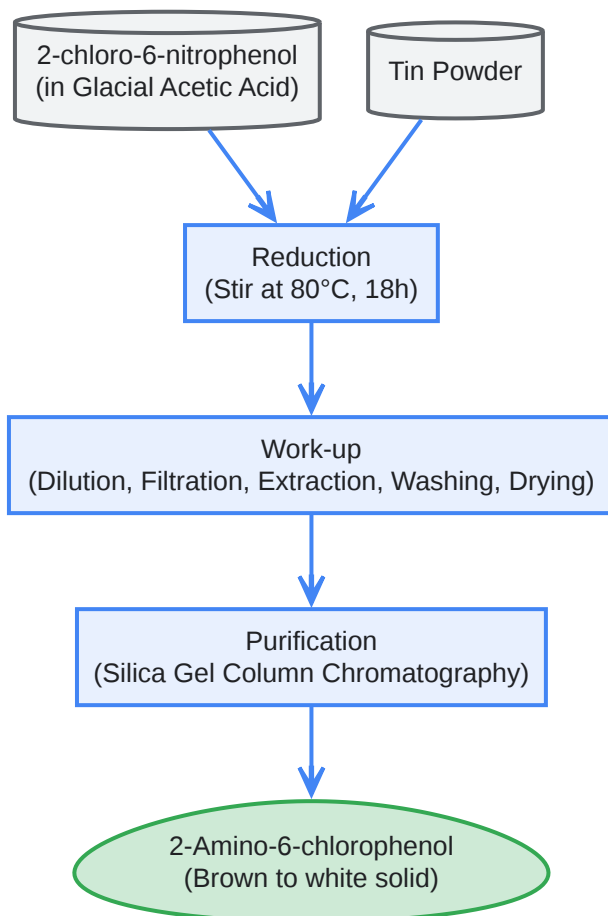 2-chloro-6-nitrophenol
(in Glacial Acetic Acid)
Tin Powder
Reduction
(Stir at 80°C, 18h)
Work-up
(Dilution, Filtration, Extraction, Washing, Drying)
Purification
(Silica Gel Column Chromatography)
2-Amino-6-chlorophenol
(Brown to white solid)